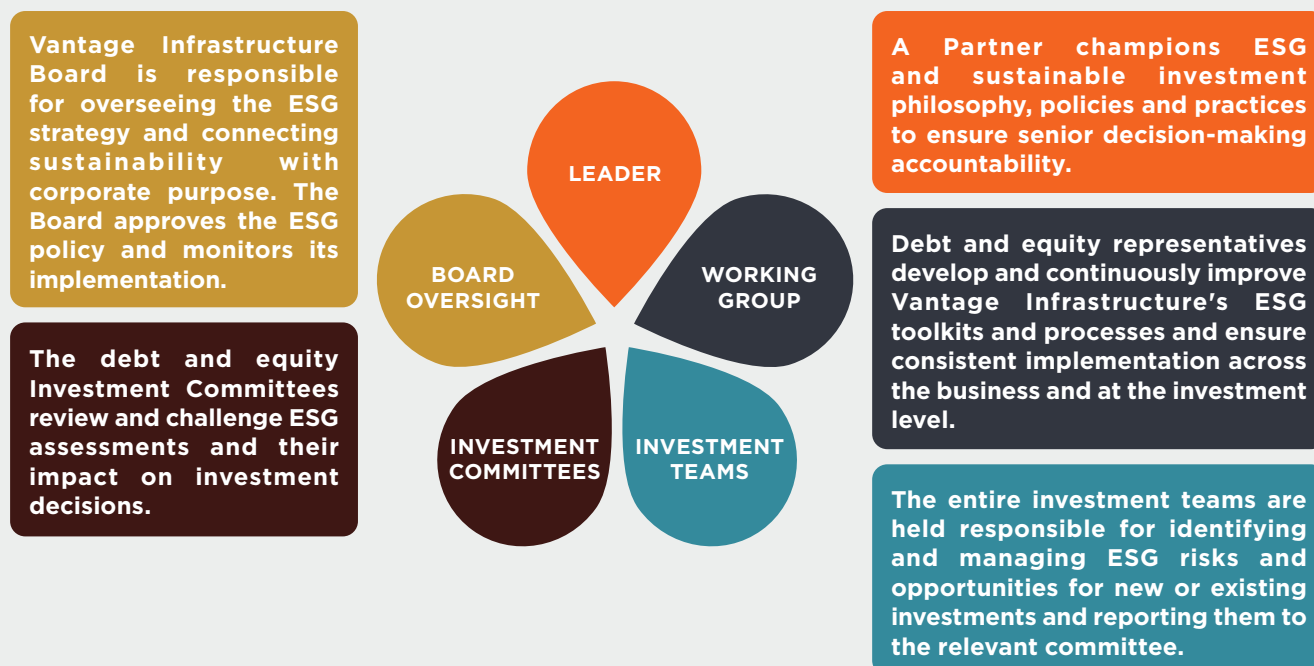 Vantage Infrastructure
Board is responsible
for overseeing the ESG
strategy and connecting
sustainability with
corporate purpose. The
Board approves the ESG
policy and monitors its
implementation.
The debt and equity
Investment Committees
review and challenge ESG
assessments and their
impact on investment
decisions.
LEADER
BOARD
OVERSIGHT
WORKING
GROUP
INVESTMENT
COMMITTEES
INVESTMENT
TEAMS
A Partner champions ESG
and sustainable investment
philosophy, policies and practices
to ensure senior decision-making
accountability.
Debt and equity representatives
develop and continuously improve
Vantage Infrastructure's ESG
toolkits and processes and ensure
consistent implementation across
the business and at the investment
level.
The entire investment teams are
held responsible for identifying
and managing ESG risks and
opportunities for new or existing
investments and reporting them to
the relevant committee.